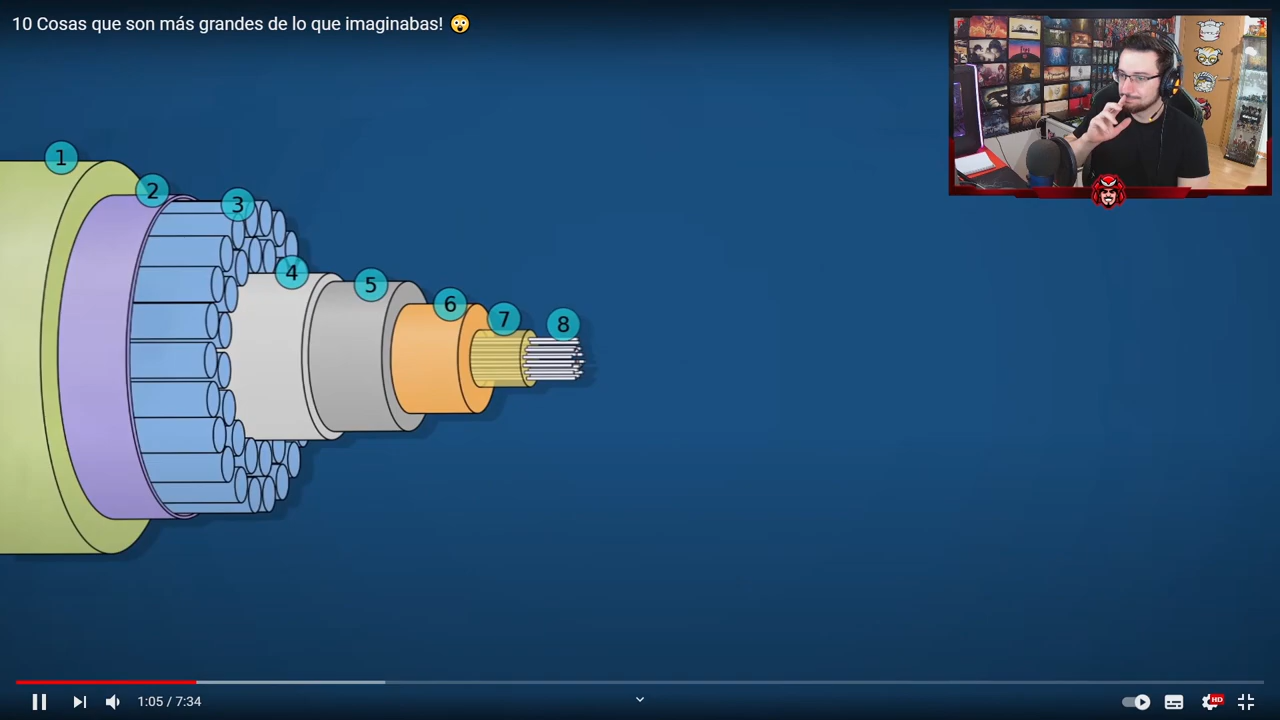 10 Cosas que son más grandes de lo que imaginabas! 😲
1
2
3
4
5
6
7
8
1:05 / 7:34
HD